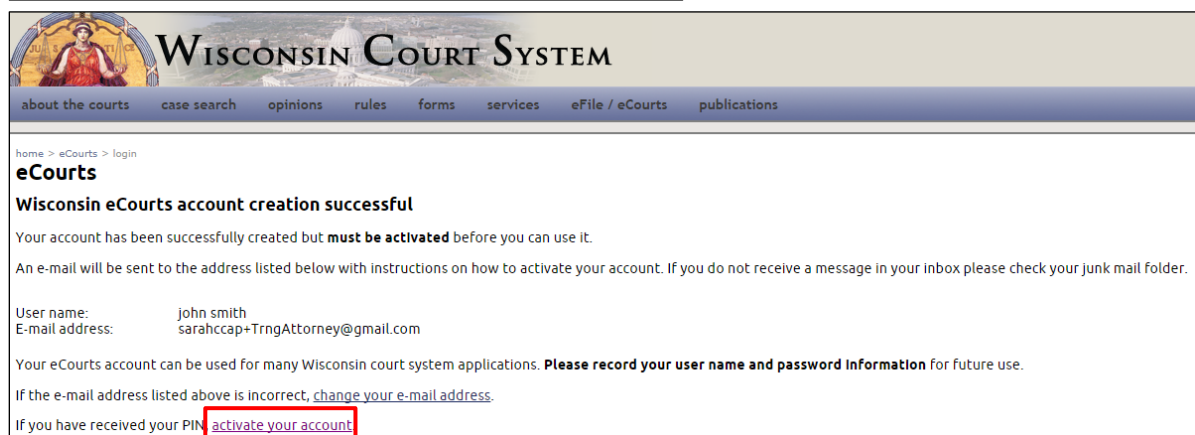 WISCONSIN COURT SYSTEM
about the courts case search opinions rules forms services eFile / eCourts publications
home > eCourts > login
eCourts
Wisconsin eCourts account creation successful
Your account has been successfully created but must be activated before you can use it.
An e-mail will be sent to the address listed below with instructions on how to activate your account. If you do not receive a message in your inbox please check your junk mail folder.
User name: john smith
E-mail address: sarahccap+TrngAttorney@gmail.com
Your eCourts account can be used for many Wisconsin court system applications. Please record your user name and password information for future use.
If the e-mail address listed above is incorrect, change your e-mail address.
If you have received your PIN, activate your account.